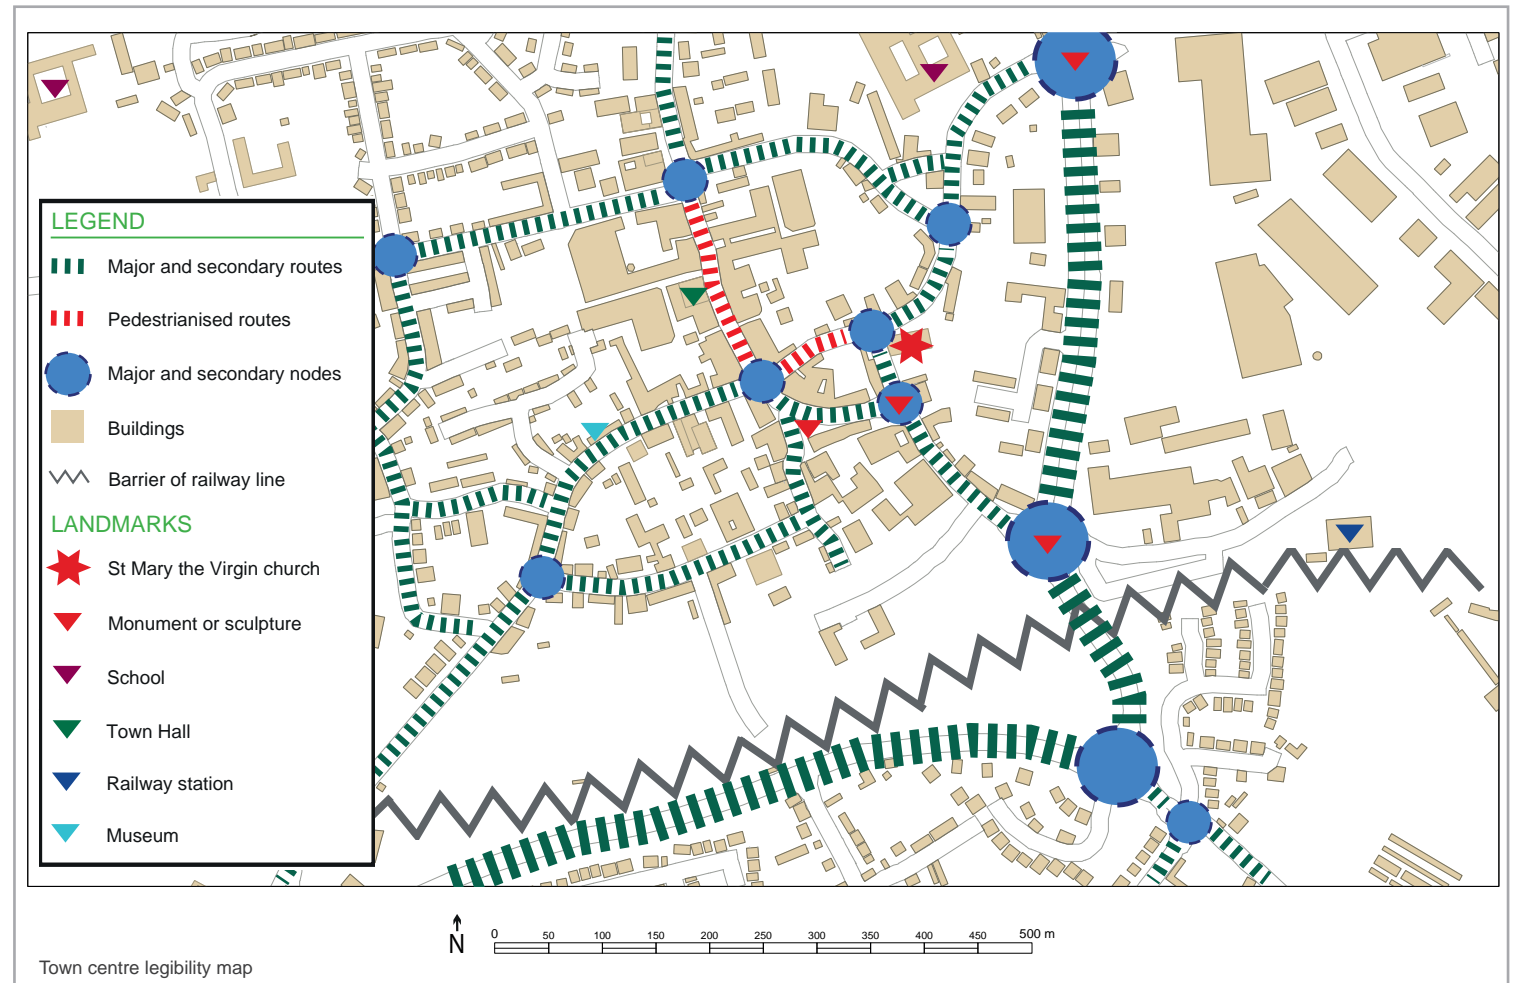 LEGEND
Major and secondary routes
Pedestrianised routes
Major and secondary nodes
Buildings
Barrier of railway line
LANDMARKS
St Mary the Virgin church
Monument or sculpture
School
Town Hall
Railway station
Museum
N
0 50 100 150 200 250 300 350 400 450 500 m
Town centre legibility map